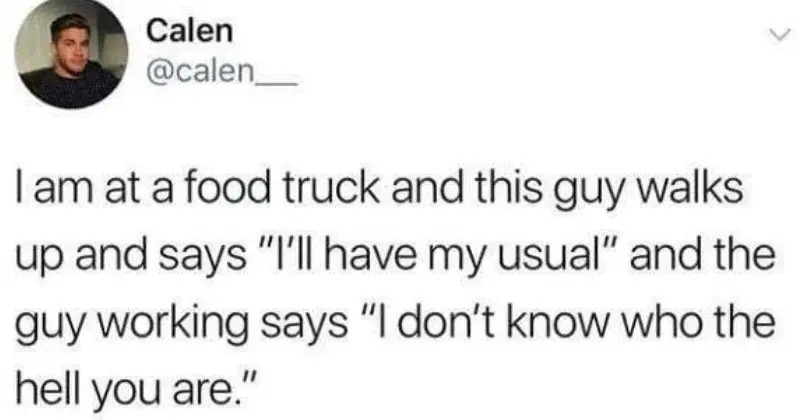 Calen
@calen__
I am at a food truck and this guy walks
up and says "I'll have my usual" and the
guy working says "I don't know who the
hell you are."